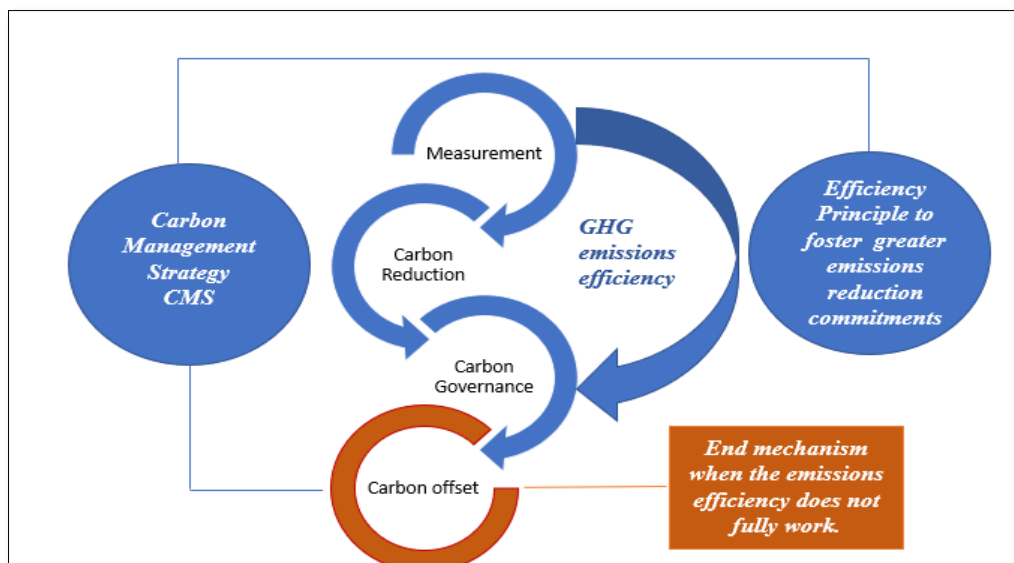 Measurement
Carbon
Management
Strategy
CMS
Carbon
Reduction
GHG
emissions
efficiency
Efficiency
Principle to
foster greater
emissions
reduction
commitments
Carbon
Governance
Carbon offset
End mechanism
when the emissions
efficiency does not
fully work.